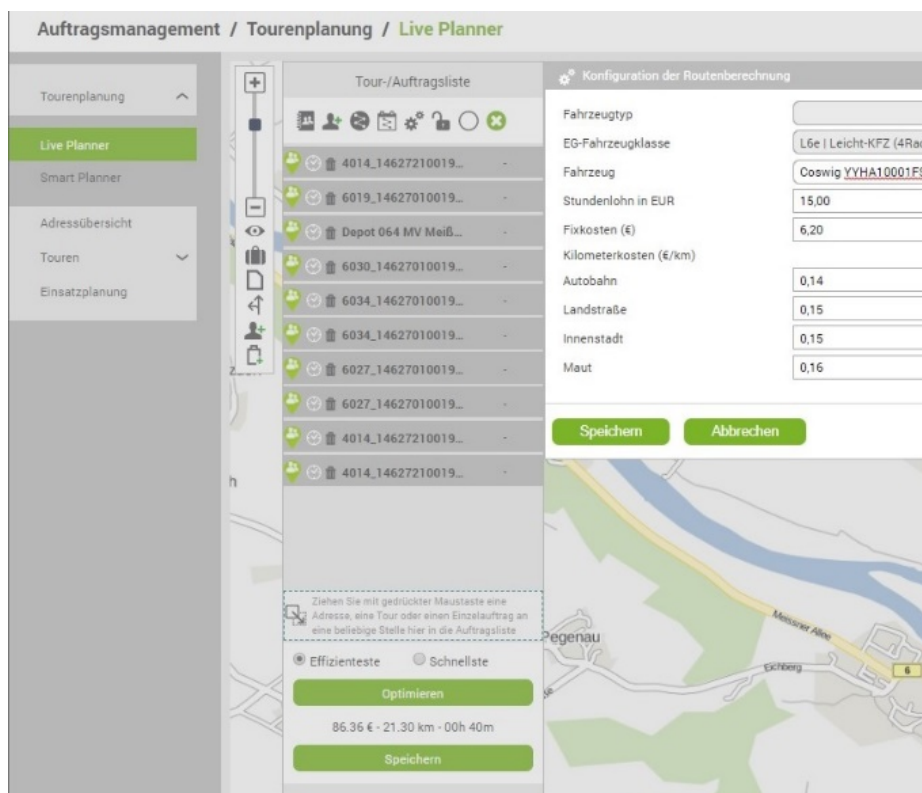 Auftragsmanagement / Tourenplanung / Live Planner
Tourenplanung
Live Planner
Smart Planner
Adressübersicht
Touren
Einsatzplanung
Tour-/Auftragsliste
4014_14627210019... -
6019_14627010019... -
Depot 064 MV Meiß... -
6030_14627010019... -
6034_14627010019... -
6034_14627010019... -
6027_14627010019... -
6027_14627010019... -
4014_14627210019... -
4014_14627210019... -
Ziehen Sie mit gedrückter Maustaste eine
Adresse, eine Tour oder einen Einzelauftrag an
eine beliebige Stelle hier in die Auftragsliste
Effizienteste Schnellste
Optimieren
86.36 € - 21.30 km - 00h 40m
Speichern
Konfiguration der Routenberechnung
Fahrzeugtyp
EG-Fahrzeugklasse L6e | Leicht-KFZ (4Rad
Fahrzeug Coswig YYHA10001F9
Stundenlohn in EUR 15,00
Fixkosten (€) 6,20
Kilometerkosten (€/km)
Autobahn 0,14
Landstraße 0,15
Innenstadt 0,15
Maut 0,16
Speichern Abbrechen
h
Pegenau
Meissner Allee
Eichberg
6